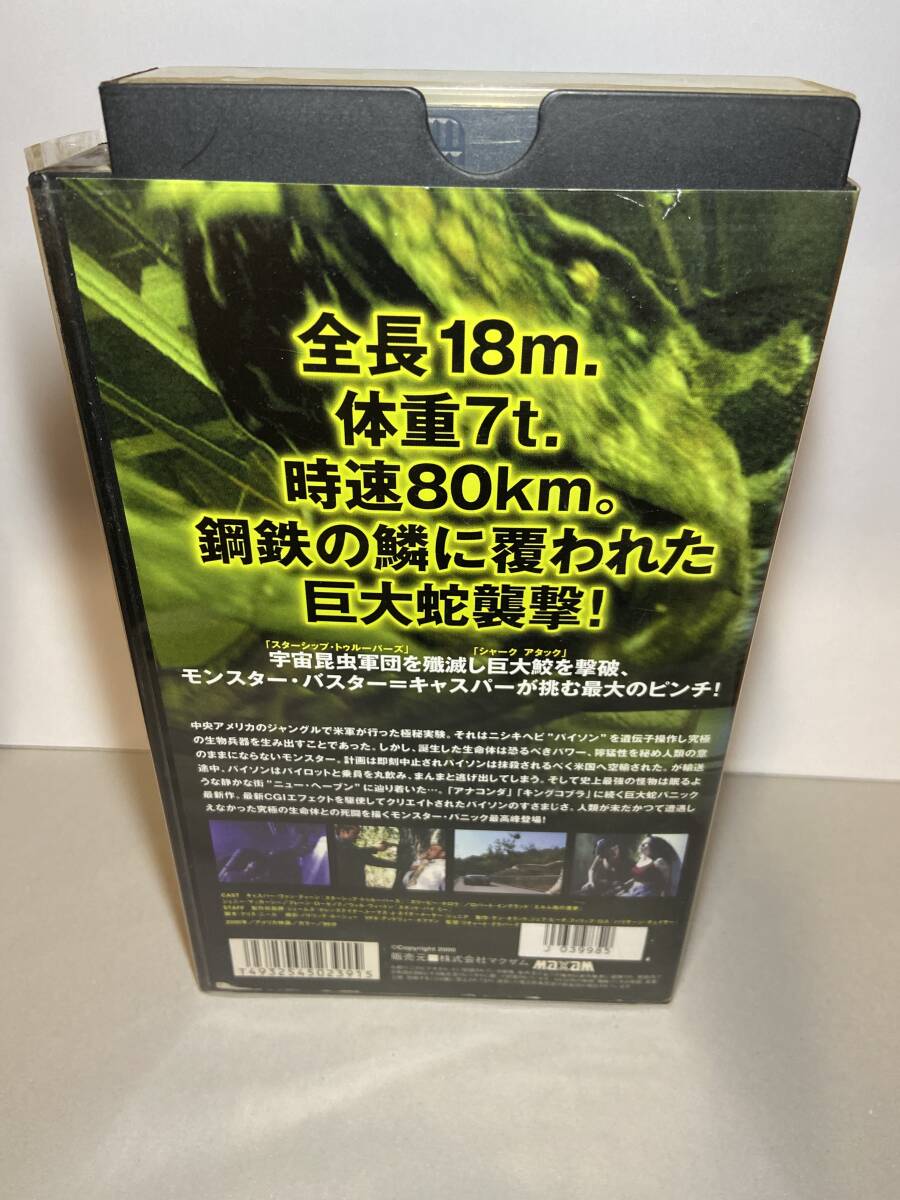 全長18m.
体重7t.
時速80km。
鋼鉄の鱗に覆われた
巨大蛇襲撃!
「スターシップ・トゥルーパーズ」 「シャーク アタック」
宇宙昆虫軍団を殲滅し巨大鮫を撃破、
モンスター・バスター=キャスパーが挑む最大のピンチ!
中央アメリカのジャングルで米軍が行った極秘実験。それはニシキヘビ"パイソン"を遺伝子操作し究極
の生物兵器を生み出すことであった。しかし、誕生した生命体は恐るべきパワー、獰猛性を秘め人類の意
のままにならないモンスター。計画は即刻中止されパイソンは抹殺されるべく米国へ空輸された。が輸送
途中、パイソンはパイロットと乗員を丸飲み、まんまと逃げ出してしまう。そして史上最強の怪物は眠るよ
うな静かな街"ニュー・ヘーブン"に辿り着いた…。「アナコンダ」「キングコブラ」に続く巨大蛇パニック
最新作。最新CGIエフェクトを駆使してクリエイトされたパイソンのすさまじさ、人類が未だかつて遭遇し
えなかった究極の生命体との死闘を描くモンスター・パニック最高峰登場!
CAST キャスパー・ヴァン・ディーン
STAFF
©Copyright 2000
販売元 株式会社マクザム
maxam
T4932545023915
J 039985